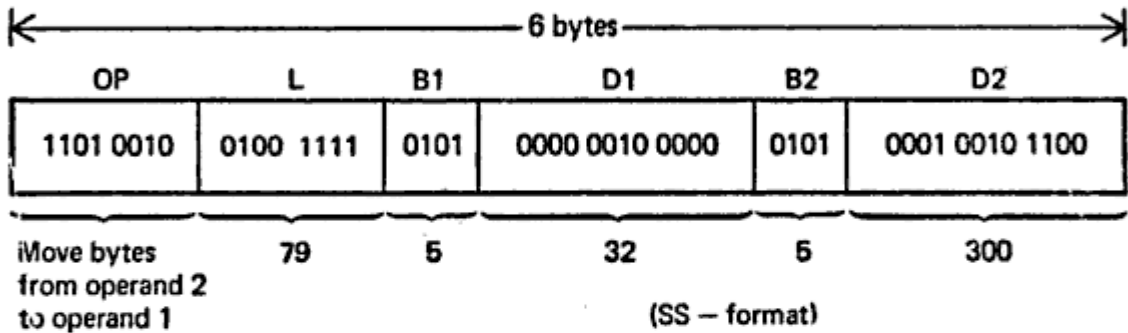 6 bytes
OP L B1 D1 B2 D2
1101 0010 0100 1111 0101 0000 0010 0000 0101 0001 0010 1100
Move bytes 79 5 32 5 300
from operand 2
to operand 1 (SS – format)